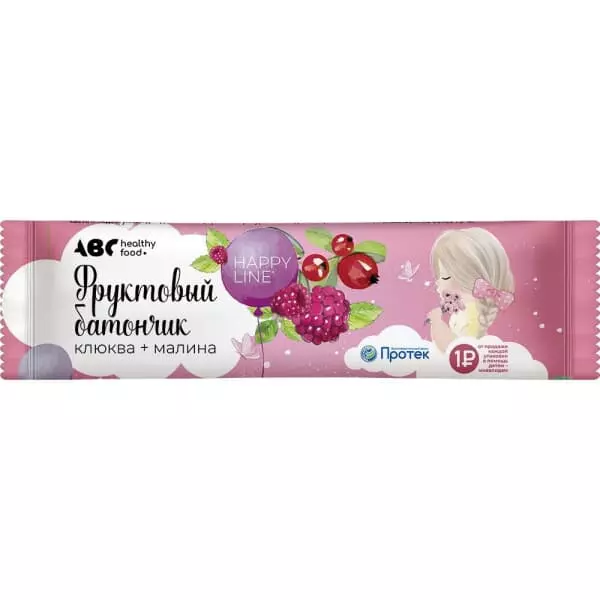 ABC healthy
food
Фруктовый
батончик
клюква + малина
HAPPY
LINE®
Протек
1₽
от продажи
каждой
упаковки
в помощь
детям -
инвалидам